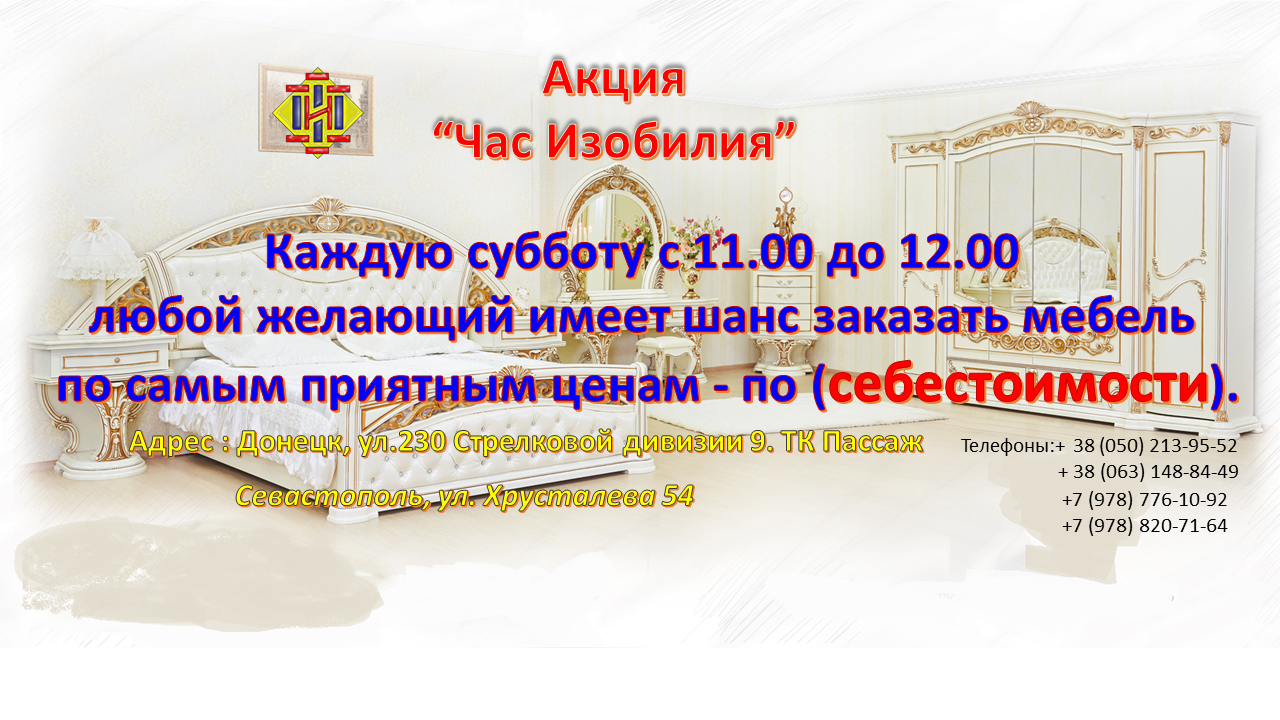 Акция
“Час Изобилия”
Каждую субботу с 11.00 до 12.00
любой желающий имеет шанс заказать мебель
по самым приятным ценам - по (себестоимости).
Адрес : Донецк, ул.230 Стрелковой дивизии 9. ТК Пассаж
Севастополь, ул. Хрусталева 54
Телефоны:+ 38 (050) 213-95-52
+ 38 (063) 148-84-49
+7 (978) 776-10-92
+7 (978) 820-71-64